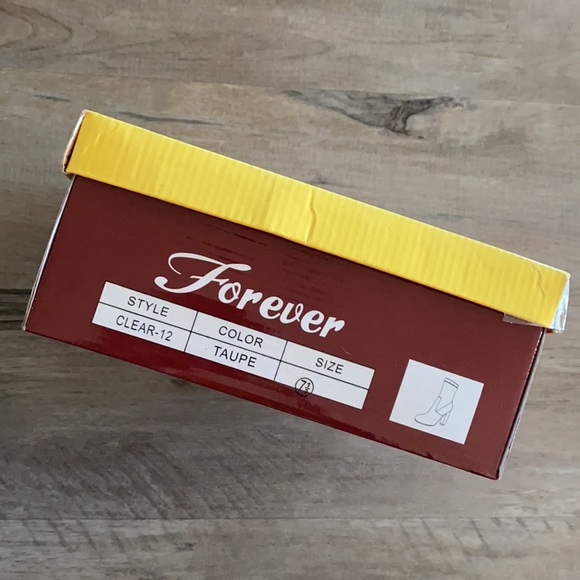 Forever
STYLE COLOR SIZE
CLEAR-12 TAUPE 7½